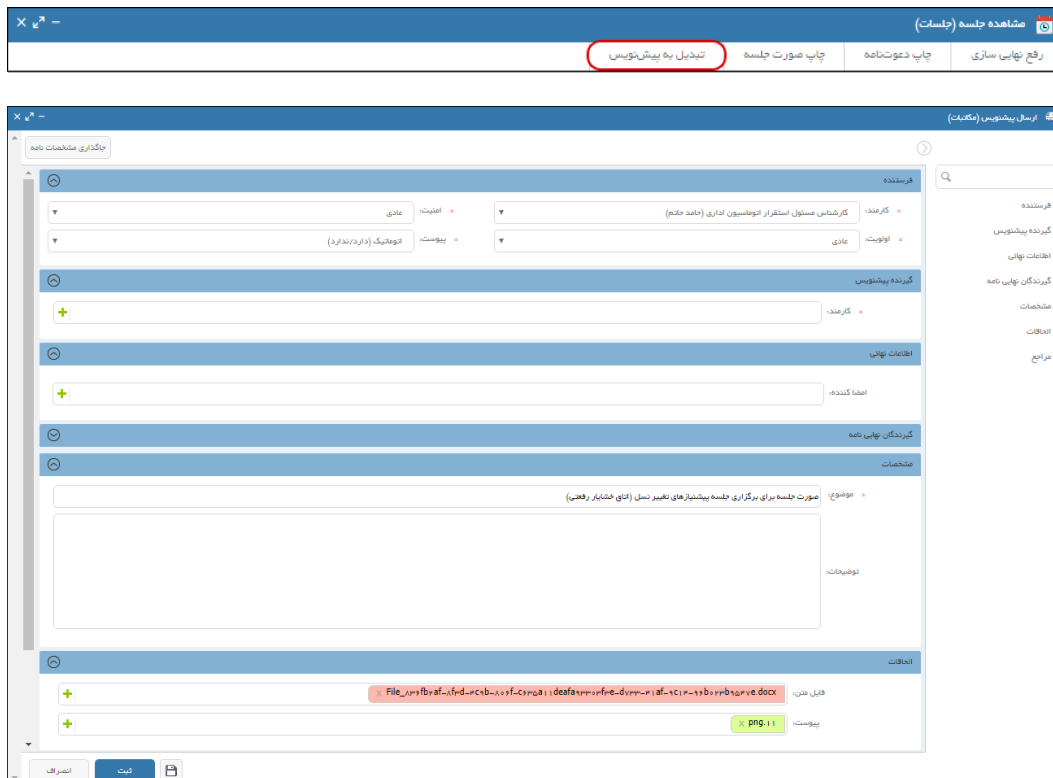 مشاهده جلسه (جلسات)
رفع نهایی سازی
چاپ دعوت‌نامه
چاپ صورت جلسه
تبدیل به پیش‌نویس
ارسال پیشنویس (مکاتبات)
جاگذاری مشخصات نامه
فرستنده
گیرنده پیشنویس
اطلاعات نهائی
گیرندگان نهایی نامه
مشخصات
الحاقات
مراجع
فرستنده
* کارمند: کارشناس مسئول استقرار اتوماسیون اداری (حامد حاتم)
* امنیت: عادی
* اولویت: عادی
* پیوست: اتوماتیک (دارد/ندارد)
گیرنده پیشنویس
* کارمند:
اطلاعات نهائی
امضا کننده:
گیرندگان نهایی نامه
مشخصات
* موضوع: صورت جلسه برای برگزاری جلسه پیشنیازهای تغییر نسل (اتاق خشایار رفعتی)
توضیحات:
الحاقات
فایل متن:
پیوست: png.۱۱ x
ثبت
انصراف